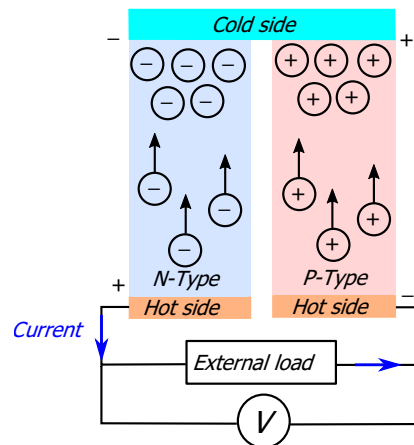 Cold side
− +
− − − + + +
− − + +
− +
− +
− +
+ N-Type P-Type −
Hot side Hot side
Current
External load
V